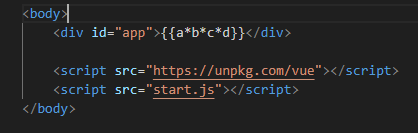 <body>
<div id="app">{{a*b*c*d}}</div>
<script src="https://unpkg.com/vue"></script>
<script src="start.js"></script>
</body>